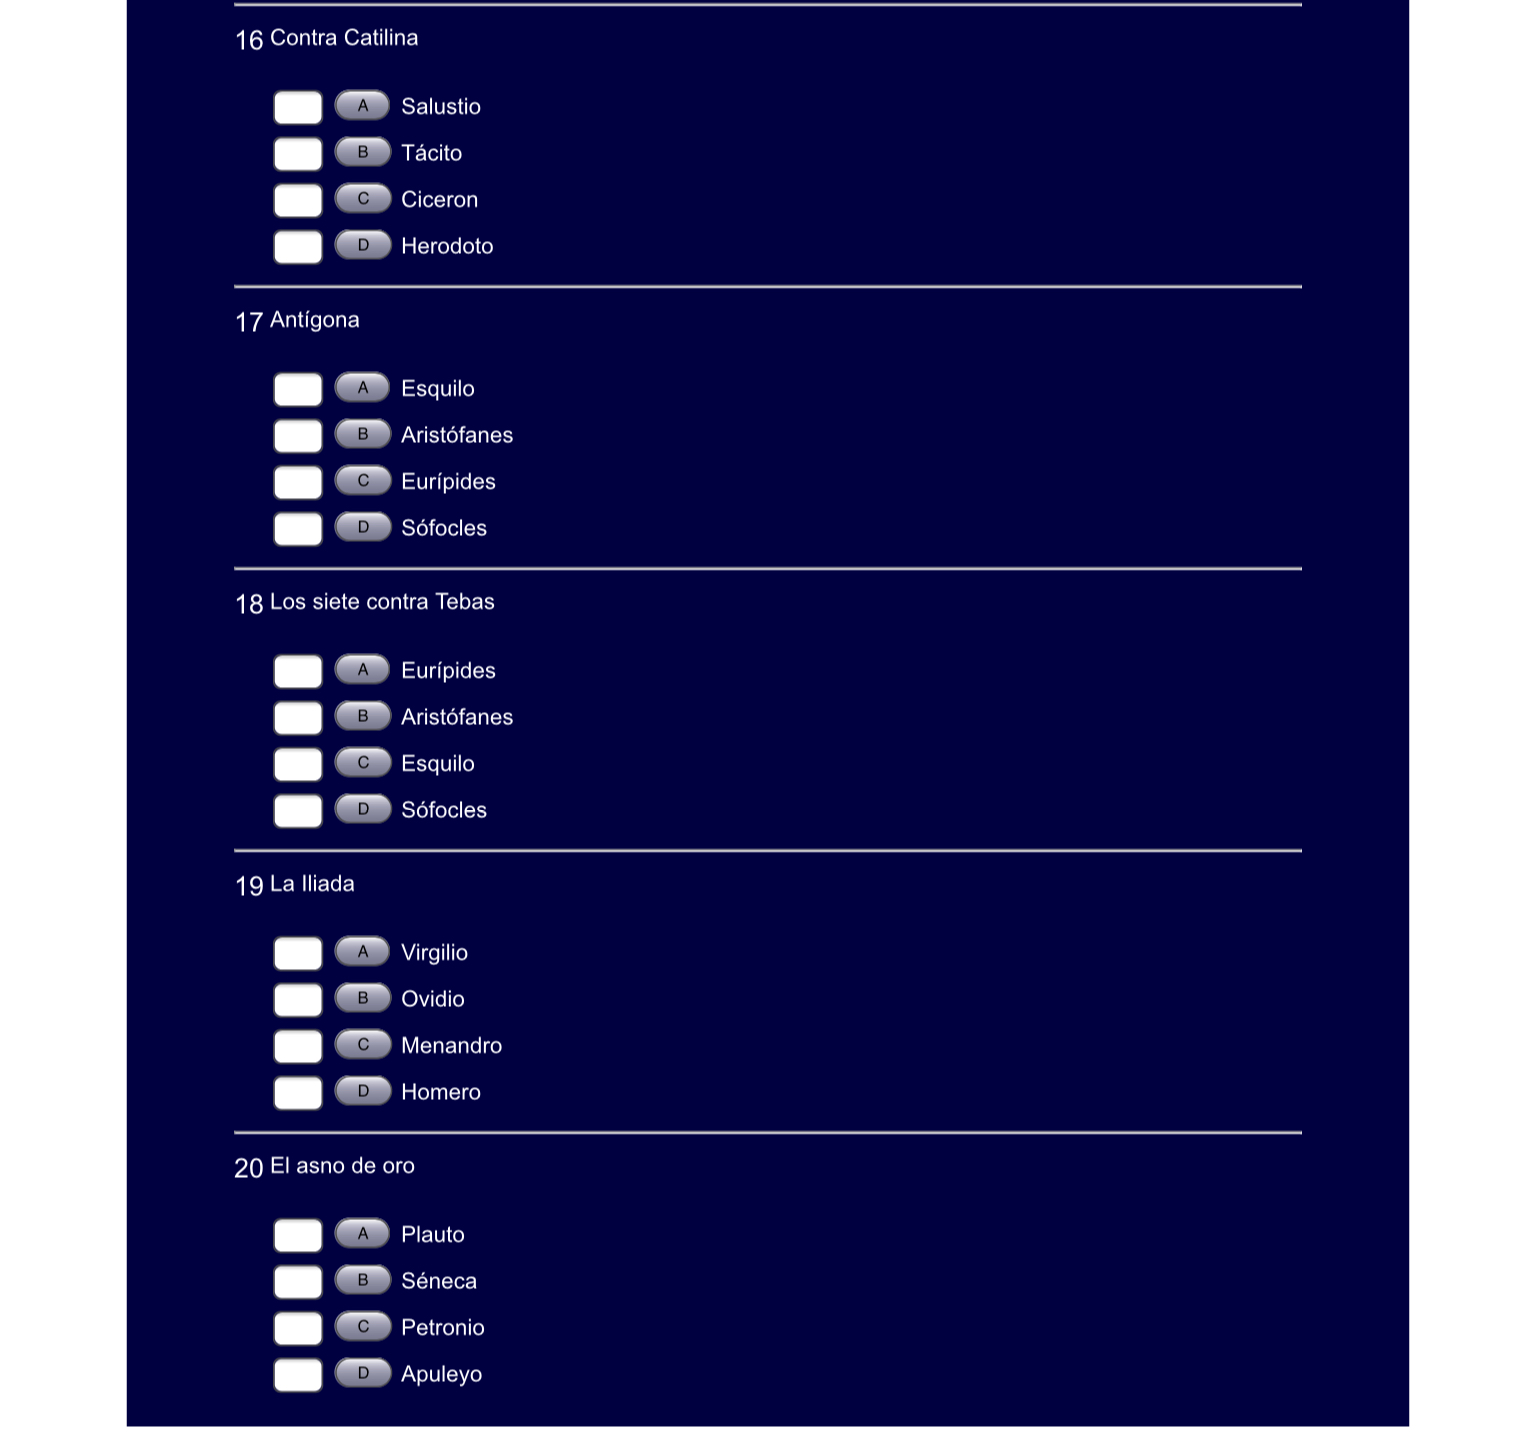 16 Contra Catilina
A Salustio
B Tácito
C Ciceron
D Herodoto
17 Antígona
A Esquilo
B Aristófanes
C Eurípides
D Sófocles
18 Los siete contra Tebas
A Eurípides
B Aristófanes
C Esquilo
D Sófocles
19 La Iliada
A Virgilio
B Ovidio
C Menandro
D Homero
20 El asno de oro
A Plauto
B Séneca
C Petronio
D Apuleyo